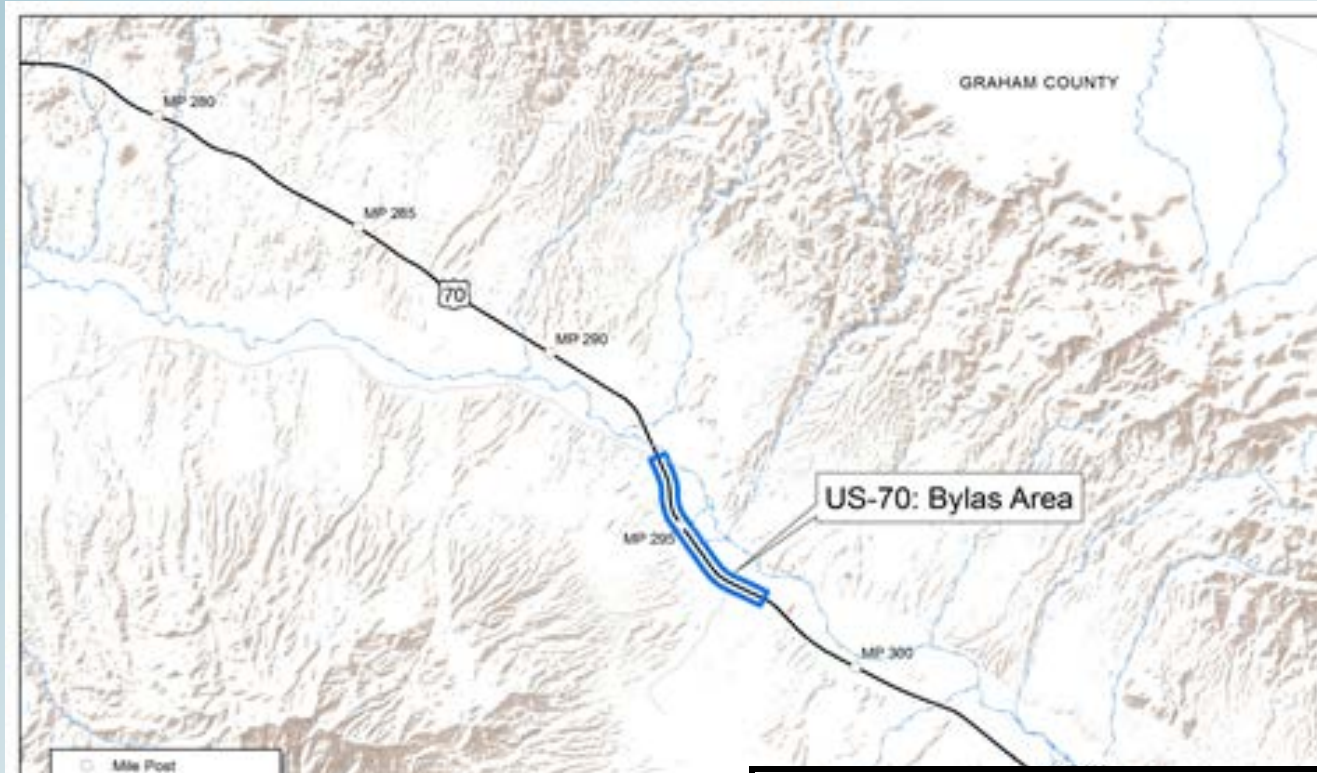 GRAHAM COUNTY
MP 280
MP 285
70
MP 290
US-70: Bylas Area
MP 295
MP 300
Mile Post